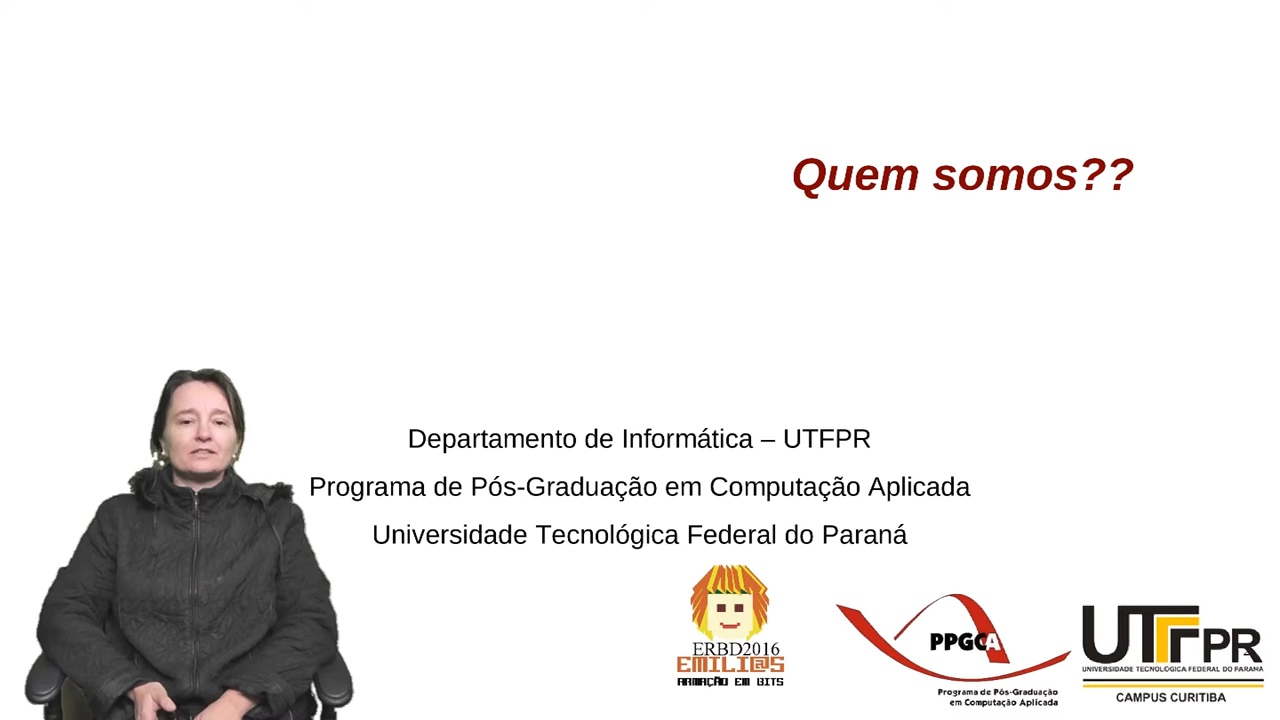 Quem somos??
Departamento de Informática – UTFPR
Programa de Pós-Graduação em Computação Aplicada
Universidade Tecnológica Federal do Paraná
ERBD2016
EMILI@S
ARMAÇÃO EM BITS
PPGCA
Programa de Pós-Graduação
em Computação Aplicada
UTFPR
UNIVERSIDADE TECNOLÓGICA FEDERAL DO PARANÁ
CAMPUS CURITIBA